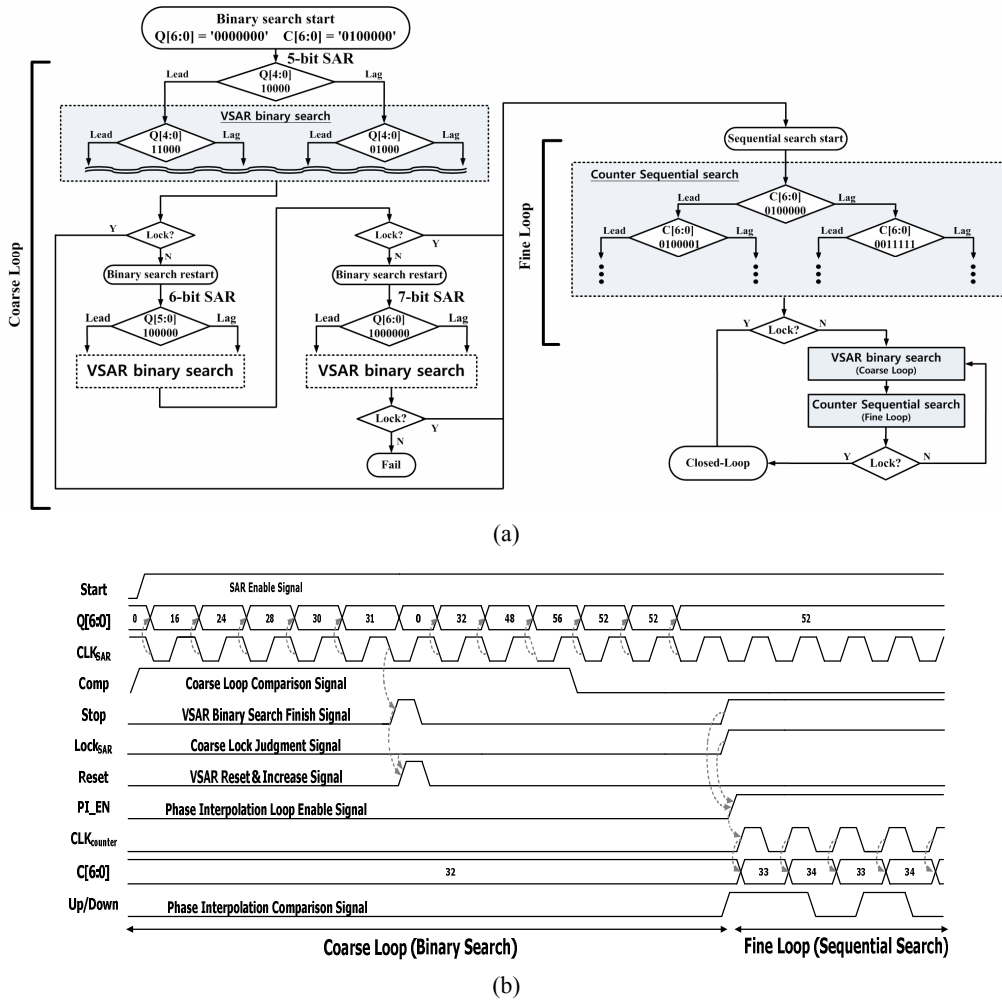 Binary search start
Q[6:0] = '0000000' C[6:0] = '0100000'
5-bit SAR
Lead
Q[4:0]
10000
Lag
VSAR binary search
Lead
Q[4:0]
11000
Lag
Lead
Q[4:0]
01000
Lag
Coarse Loop
Y
Lock?
N
Lock?
Y
N
Binary search restart
Binary search restart
6-bit SAR
7-bit SAR
Lead
Q[5:0]
100000
Lag
Lead
Q[6:0]
1000000
Lag
VSAR binary search
VSAR binary search
Lock?
Y
N
Fail
Sequential search start
Fine Loop
Counter Sequential search
Lead
C[6:0]
0100000
Lag
Lead
C[6:0]
0100001
Lag
Lead
C[6:0]
0011111
Lag
Y
Lock?
N
VSAR binary search
(Coarse Loop)
Counter Sequential search
(Fine Loop)
Closed-Loop
Y
Lock?
N
(a)
Start
SAR Enable Signal
Q[6:0]
0 16 24 28 30 31 0 32 48 56 52 52 52
CLKSAR
Comp
Coarse Loop Comparison Signal
Stop
VSAR Binary Search Finish Signal
LockSAR
Coarse Lock Judgment Signal
Reset
VSAR Reset & Increase Signal
PI_EN
Phase Interpolation Loop Enable Signal
CLKcounter
C[6:0]
32 33 34 33 34
Up/Down
Phase Interpolation Comparison Signal
Coarse Loop (Binary Search)
Fine Loop (Sequential Search)
(b)